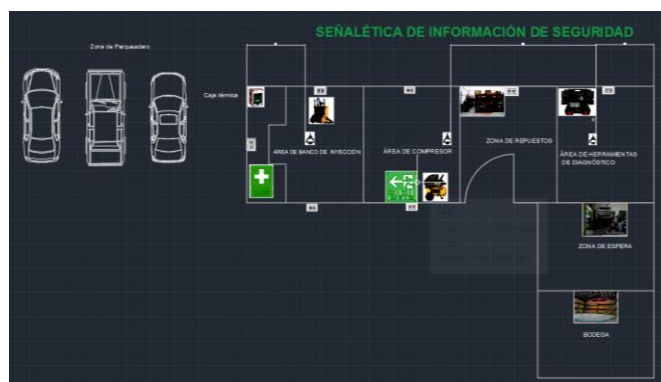 SEÑALÉTICA DE INFORMACIÓN DE SEGURIDAD
Zona de Parqueadero
Caja térmica
ÁREA DE BANCO DE INYECCIÓN
ÁREA DE COMPRESOR
ZONA DE REPUESTOS
ÁREA DE HERRAMIENTAS
DE DIAGNÓSTICO
ZONA DE ESPERA
BODEGA